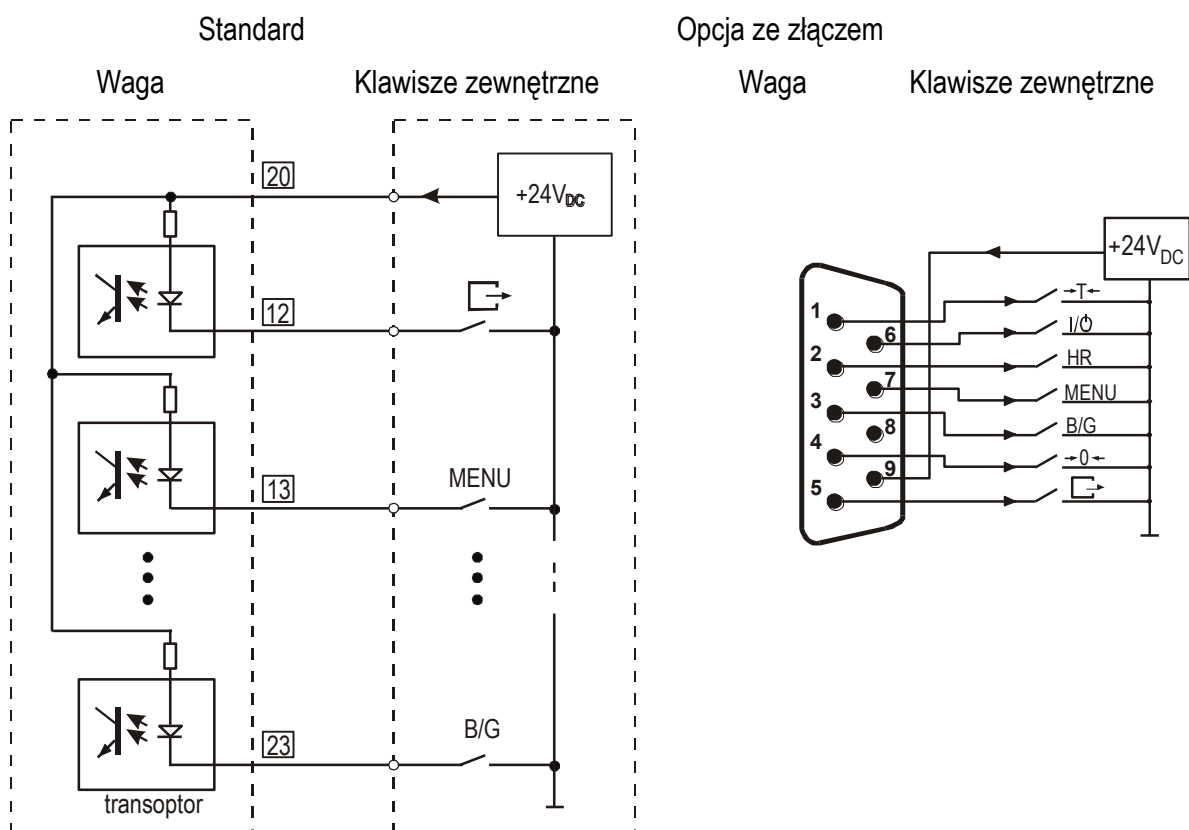 Standard
Opcja ze złączem
Waga
Klawisze zewnętrzne
Waga
Klawisze zewnętrzne
20
+24VDC
12
13
MENU
23
B/G
transoptor
+24VDC
1
2
3
4
5
6
7
8
9
→T←
I/⏻
HR
MENU
B/G
→0←